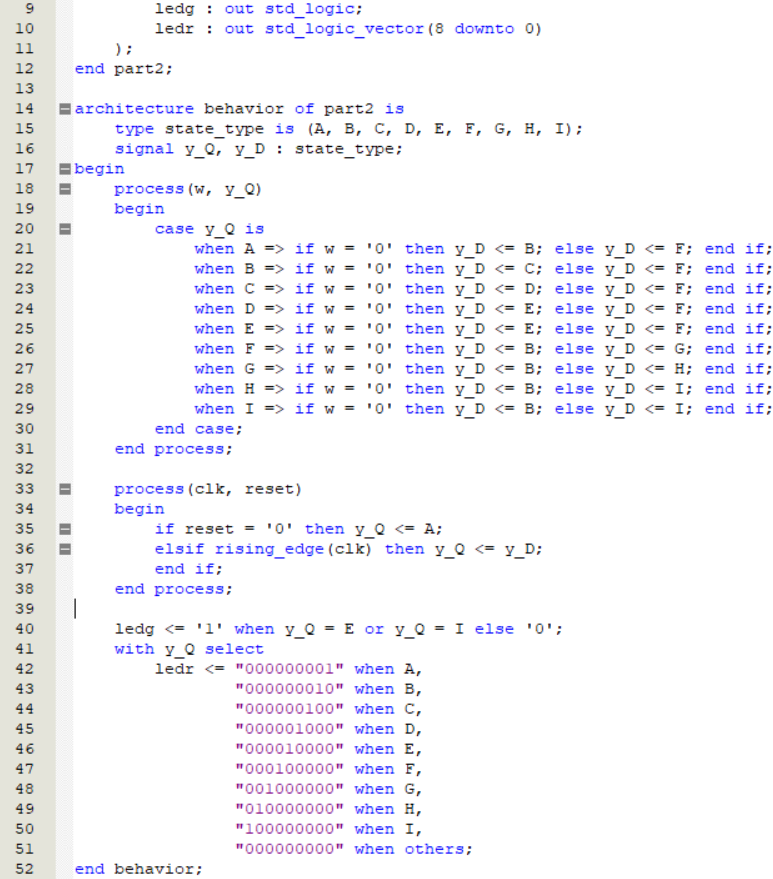 9 ledg : out std_logic;
10 ledr : out std_logic_vector(8 downto 0)
11 );
12 end part2;
13
14 architecture behavior of part2 is
15 type state_type is (A, B, C, D, E, F, G, H, I);
16 signal y_Q, y_D : state_type;
17 begin
18 process(w, y_Q)
19 begin
20 case y_Q is
21 when A => if w = '0' then y_D <= B; else y_D <= F; end if;
22 when B => if w = '0' then y_D <= C; else y_D <= F; end if;
23 when C => if w = '0' then y_D <= D; else y_D <= F; end if;
24 when D => if w = '0' then y_D <= E; else y_D <= F; end if;
25 when E => if w = '0' then y_D <= E; else y_D <= F; end if;
26 when F => if w = '0' then y_D <= B; else y_D <= G; end if;
27 when G => if w = '0' then y_D <= B; else y_D <= H; end if;
28 when H => if w = '0' then y_D <= B; else y_D <= I; end if;
29 when I => if w = '0' then y_D <= B; else y_D <= I; end if;
30 end case;
31 end process;
32
33 process(clk, reset)
34 begin
35 if reset = '0' then y_Q <= A;
36 elsif rising_edge(clk) then y_Q <= y_D;
37 end if;
38 end process;
39
40 ledg <= '1' when y_Q = E or y_Q = I else '0';
41 with y_Q select
42 ledr <= "000000001" when A,
43 "000000010" when B,
44 "000000100" when C,
45 "000001000" when D,
46 "000010000" when E,
47 "000100000" when F,
48 "001000000" when G,
49 "010000000" when H,
50 "100000000" when I,
51 "000000000" when others;
52 end behavior;